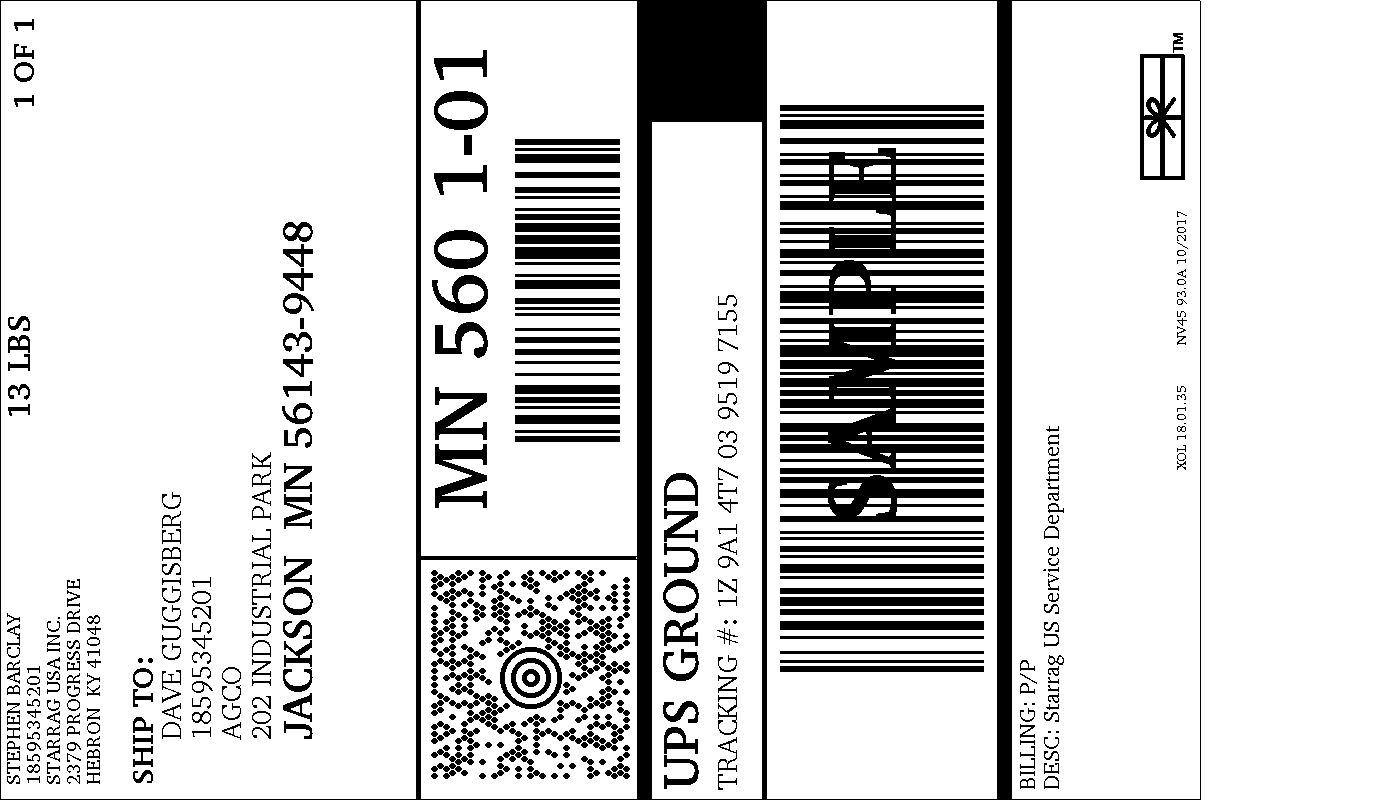 STEPHEN BARCLAY
18595345201
STARRAG USA INC.
2379 PROGRESS DRIVE
HEBRON KY 41048
13 LBS
1 OF 1
SHIP TO:
DAVE GUGGISBERG
18595345201
AGCO
202 INDUSTRIAL PARK
JACKSON MN 56143-9448
MN 560 1-01
UPS GROUND
TRACKING #: 1Z 9A1 4T7 03 9519 7155
SAMPLE
BILLING: P/P
DESC: Starrag US Service Department
XOL 18.01.35 NV45 93.0A 10/2017
TM